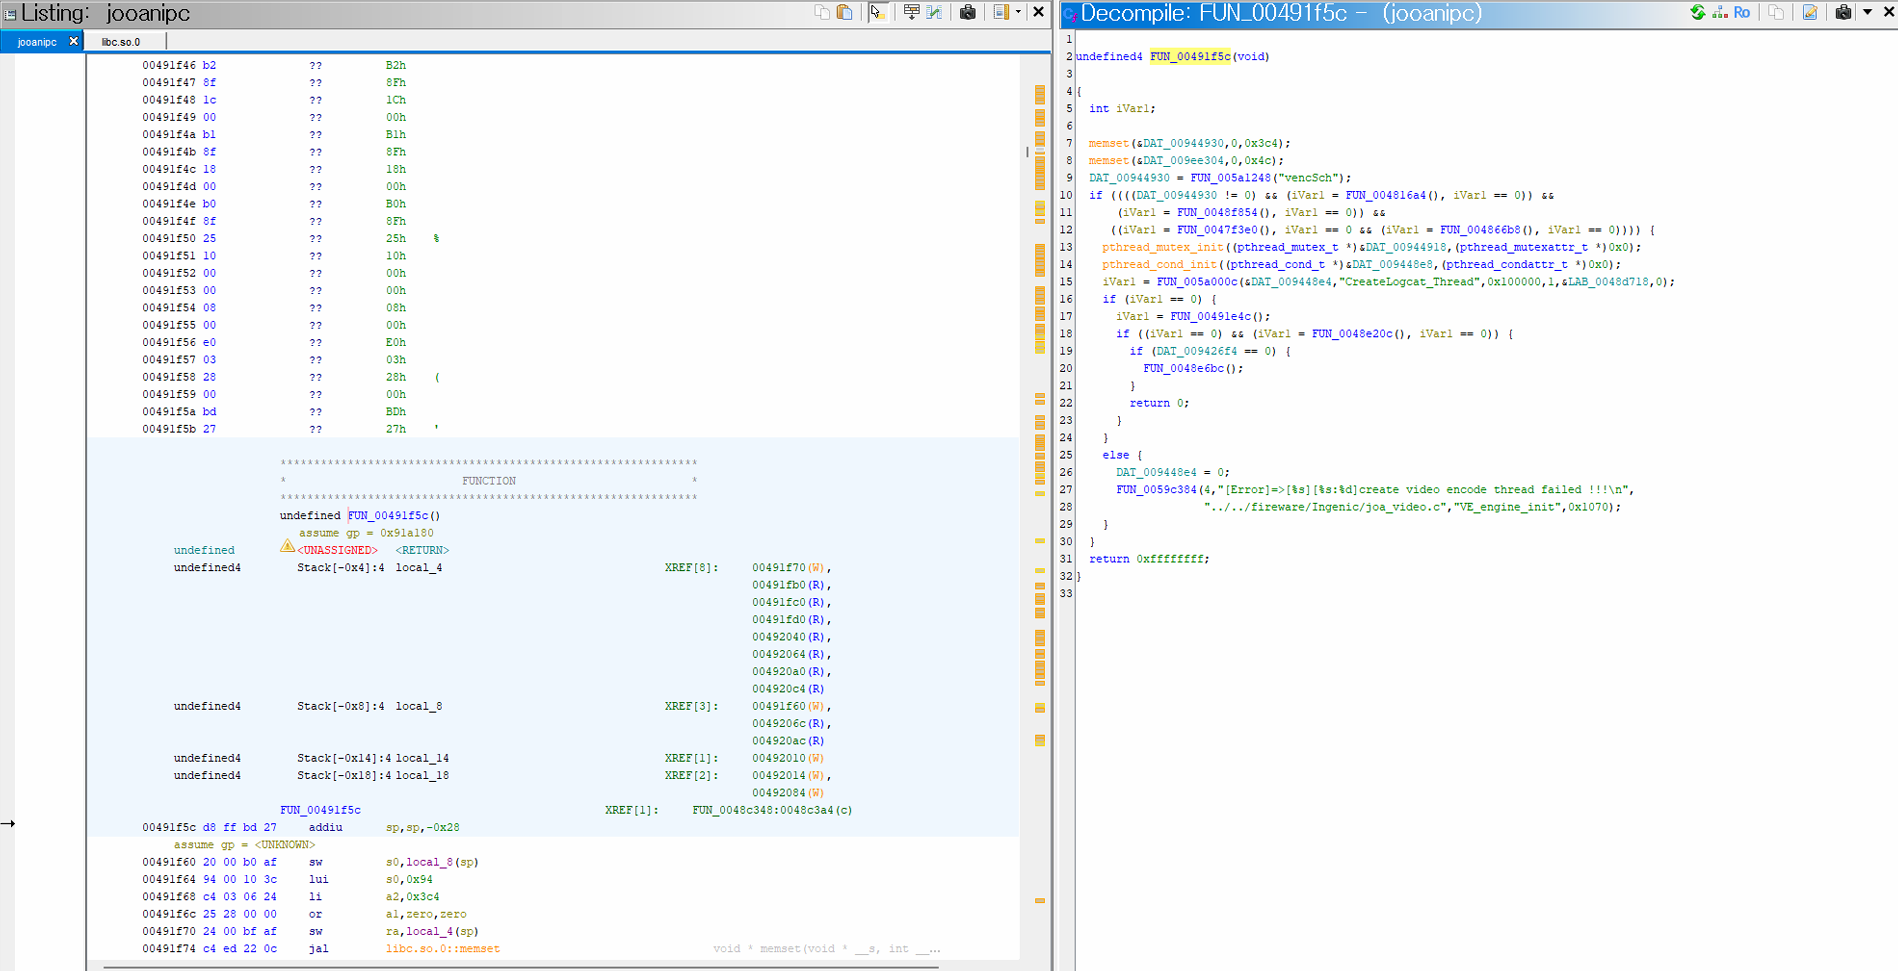 Listing: jooanipc
jooanipc
libc.so.0
00491f46 b2 ?? B2h
00491f47 8f ?? 8Fh
00491f48 1c ?? 1Ch
00491f49 00 ?? 00h
00491f4a b1 ?? B1h
00491f4b 8f ?? 8Fh
00491f4c 18 ?? 18h
00491f4d 00 ?? 00h
00491f4e b0 ?? B0h
00491f4f 8f ?? 8Fh
00491f50 25 ?? 25h %
00491f51 10 ?? 10h
00491f52 00 ?? 00h
00491f53 00 ?? 00h
00491f54 08 ?? 08h
00491f55 00 ?? 00h
00491f56 e0 ?? E0h
00491f57 03 ?? 03h
00491f58 28 ?? 28h (
00491f59 00 ?? 00h
00491f5a bd ?? BDh
00491f5b 27 ?? 27h '
**************************************************************
* FUNCTION *
**************************************************************
undefined FUN_00491f5c()
assume gp = 0x91a180
undefined <UNASSIGNED> <RETURN>
undefined4 Stack[-0x4]:4 local_4 XREF[8]: 00491f70(W),
00491fb0(R),
00491fc0(R),
00491fd0(R),
00492040(R),
00492064(R),
004920a0(R),
004920c4(R)
undefined4 Stack[-0x8]:4 local_8 XREF[3]: 00491f60(W),
0049206c(R),
004920ac(R)
undefined4 Stack[-0x14]:4 local_14 XREF[1]: 00492010(W)
undefined4 Stack[-0x18]:4 local_18 XREF[2]: 00492014(W),
00492084(W)
FUN_00491f5c XREF[1]: FUN_0048c348:0048c3a4(c)
00491f5c d8 ff bd 27 addiu sp,sp,-0x28
assume gp = <UNKNOWN>
00491f60 20 00 b0 af sw s0,local_8(sp)
00491f64 94 00 10 3c lui s0,0x94
00491f68 c4 03 06 24 li a2,0x3c4
00491f6c 25 28 00 00 or a1,zero,zero
00491f70 24 00 bf af sw ra,local_4(sp)
00491f74 c4 ed 22 0c jal libc.so.0::memset void * memset(void * __s, int __...
Decompile: FUN_00491f5c - (jooanipc)
Ro
1
2 undefined4 FUN_00491f5c(void)
3
4 {
5 int iVar1;
6
7 memset(&DAT_00944930,0,0x3c4);
8 memset(&DAT_009ee304,0,0x4c);
9 DAT_00944930 = FUN_005a1248("vencSch");
10 if ((((DAT_00944930 != 0) && (iVar1 = FUN_004816a4(), iVar1 == 0)) &&
11 (iVar1 = FUN_0048f854(), iVar1 == 0)) &&
12 ((iVar1 = FUN_0047f3e0(), iVar1 == 0 && (iVar1 = FUN_004866b8(), iVar1 == 0)))) {
13 pthread_mutex_init((pthread_mutex_t *)&DAT_00944918,(pthread_mutexattr_t *)0x0);
14 pthread_cond_init((pthread_cond_t *)&DAT_009448e8,(pthread_condattr_t *)0x0);
15 iVar1 = FUN_005a000c(&DAT_009448e4,"CreateLogcat_Thread",0x100000,1,&LAB_0048d718,0);
16 if (iVar1 == 0) {
17 iVar1 = FUN_00491e4c();
18 if ((iVar1 == 0) && (iVar1 = FUN_0048e20c(), iVar1 == 0)) {
19 if (DAT_009426f4 == 0) {
20 FUN_0048e6bc();
21 }
22 return 0;
23 }
24 }
25 else {
26 DAT_009448e4 = 0;
27 FUN_0059c384(4,"[Error]=>[%s][%s:%d]create video encode thread failed !!!\n",
28 "../../fireware/Ingenic/joa_video.c","VE_engine_init",0x1070);
29 }
30 }
31 return 0xffffffff;
32 }
33